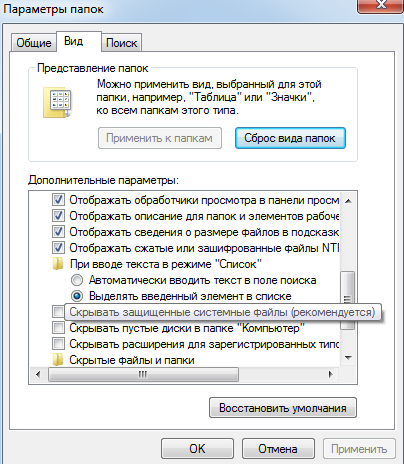 Параметры папок
Общие
Вид
Поиск
Представление папок
Можно применить вид, выбранный для этой
папки, например, "Таблица" или "Значки",
ко всем папкам этого типа.
Применить к папкам
Сброс вида папок
Дополнительные параметры:
Отображать обработчики просмотра в панели просм
Отображать описание для папок и элементов рабоче
Отображать сведения о размере файлов в подсказк
Отображать сжатые или зашифрованные файлы NTF
При вводе текста в режиме "Список"
Автоматически вводить текст в поле поиска
Выделять введенный элемент в списке
Скрывать защищенные системные файлы (рекомендуется)
Скрывать пустые диски в папке "Компьютер"
Скрывать расширения для зарегистрированных типо
Скрытые файлы и папки
Восстановить умолчания
OK
Отмена
Применить